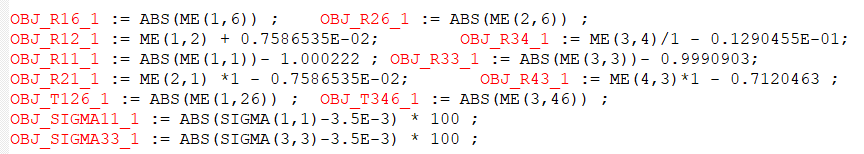 OBJ_R16_1 := ABS(ME(1,6)) ;    OBJ_R26_1 := ABS(ME(2,6)) ;
OBJ_R12_1 := ME(1,2) + 0.7586535E-02;       OBJ_R34_1 := ME(3,4)/1 - 0.1290455E-01;
OBJ_R11_1 := ABS(ME(1,1))- 1.000222 ; OBJ_R33_1 := ABS(ME(3,3))- 0.9990903;
OBJ_R21_1 := ME(2,1) *1 - 0.7586535E-02;       OBJ_R43_1 := ME(4,3)*1 - 0.7120463 ;
OBJ_T126_1 := ABS(ME(1,26)) ;  OBJ_T346_1 := ABS(ME(3,46)) ;
OBJ_SIGMA11_1 := ABS(SIGMA(1,1)-3.5E-3) * 100 ;
OBJ_SIGMA33_1 := ABS(SIGMA(3,3)-3.5E-3) * 100 ;